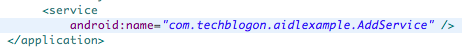 <service
android:name="com.techblogon.aidlexample.AddService" />
</application>